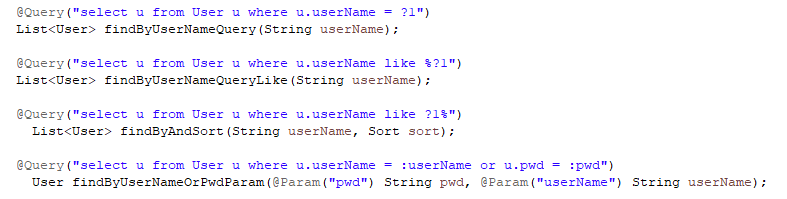 @Query("select u from User u where u.userName = ?1")
List<User> findByUserNameQuery(String userName);
@Query("select u from User u where u.userName like %?1")
List<User> findByUserNameQueryLike(String userName);
@Query("select u from User u where u.userName like ?1%")
List<User> findByAndSort(String userName, Sort sort);
@Query("select u from User u where u.userName = :userName or u.pwd = :pwd")
User findByUserNameOrPwdParam(@Param("pwd") String pwd, @Param("userName") String userName);